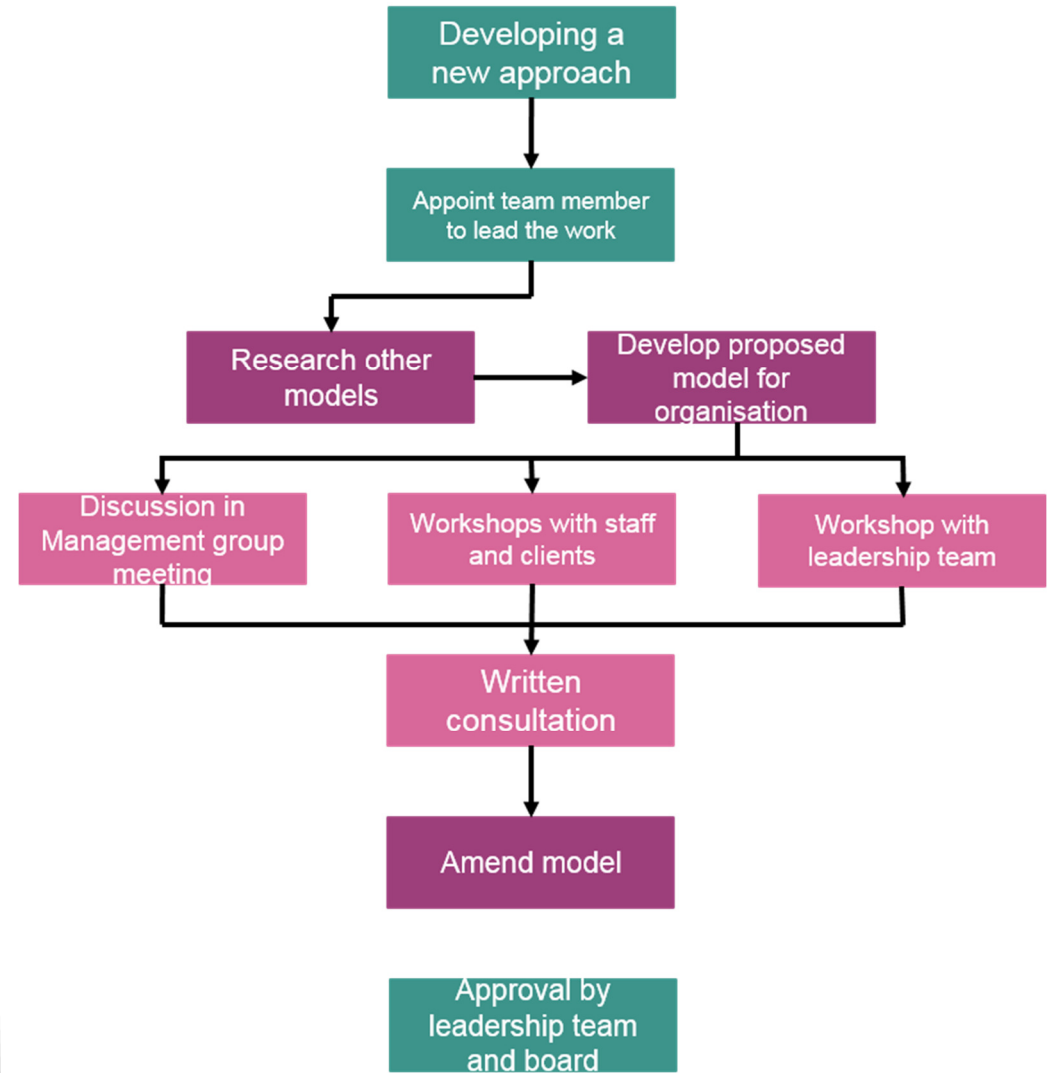 Developing a
new approach
Appoint team member
to lead the work
Research other
models
Develop proposed
model for
organisation
Discussion in
Management group
meeting
Workshops with staff
and clients
Workshop with
leadership team
Written
consultation
Amend model
Approval by
leadership team
and board